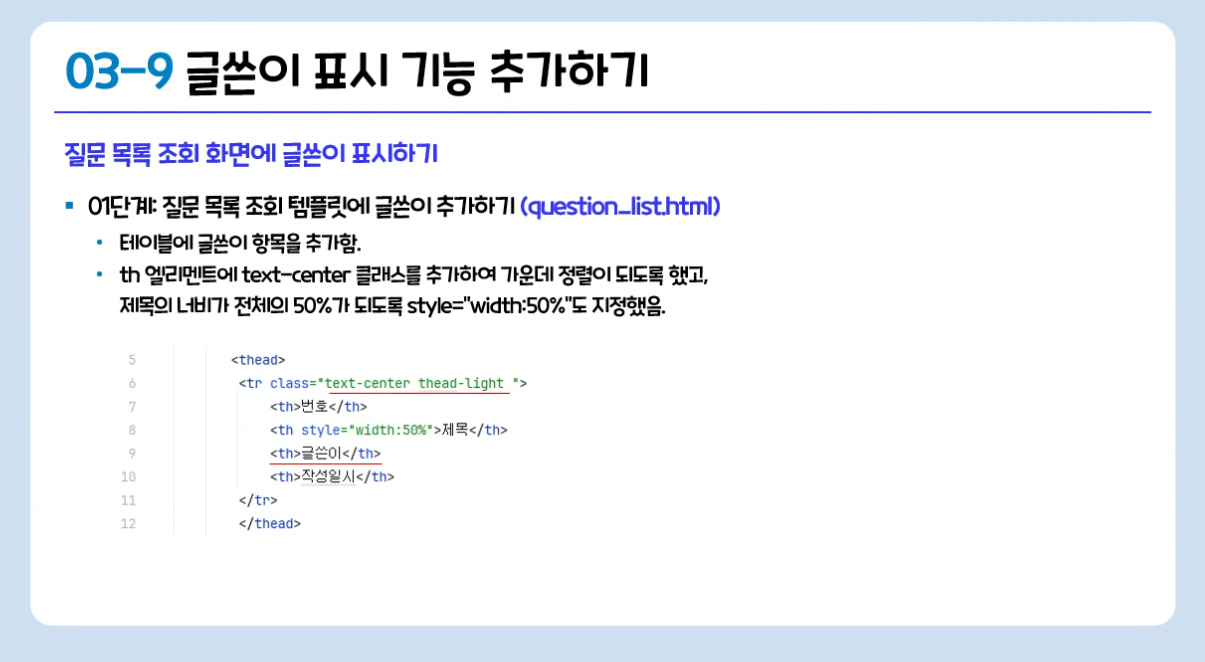 03-9 글쓴이 표시 기능 추가하기
질문 목록 조회 화면에 글쓴이 표시하기
▪ 01단계: 질문 목록 조회 템플릿에 글쓴이 추가하기 (question_list.html)
• 테이블에 글쓴이 항목을 추가함.
• th 엘리먼트에 text-center 클래스를 추가하여 가운데 정렬이 되도록 했고,
제목의 너비가 전체의 50%가 되도록 style="width:50%"도 지정했음.
5 <thead>
6 <tr class="text-center thead-light ">
7 <th>번호</th>
8 <th style="width:50%">제목</th>
9 <th>글쓴이</th>
10 <th>작성일시</th>
11 </tr>
12 </thead>